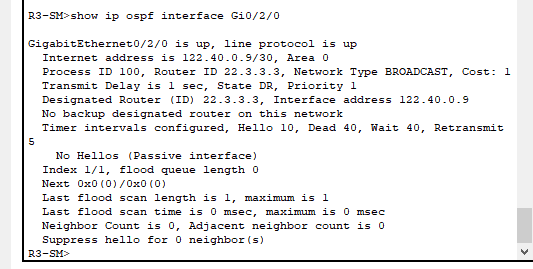 R3-SM>show ip ospf interface Gi0/2/0
GigabitEthernet0/2/0 is up, line protocol is up
Internet address is 122.40.0.9/30, Area 0
Process ID 100, Router ID 22.3.3.3, Network Type BROADCAST, Cost: 1
Transmit Delay is 1 sec, State DR, Priority 1
Designated Router (ID) 22.3.3.3, Interface address 122.40.0.9
No backup designated router on this network
Timer intervals configured, Hello 10, Dead 40, Wait 40, Retransmit
5
No Hellos (Passive interface)
Index 1/1, flood queue length 0
Next 0x0(0)/0x0(0)
Last flood scan length is 1, maximum is 1
Last flood scan time is 0 msec, maximum is 0 msec
Neighbor Count is 0, Adjacent neighbor count is 0
Suppress hello for 0 neighbor(s)
R3-SM>